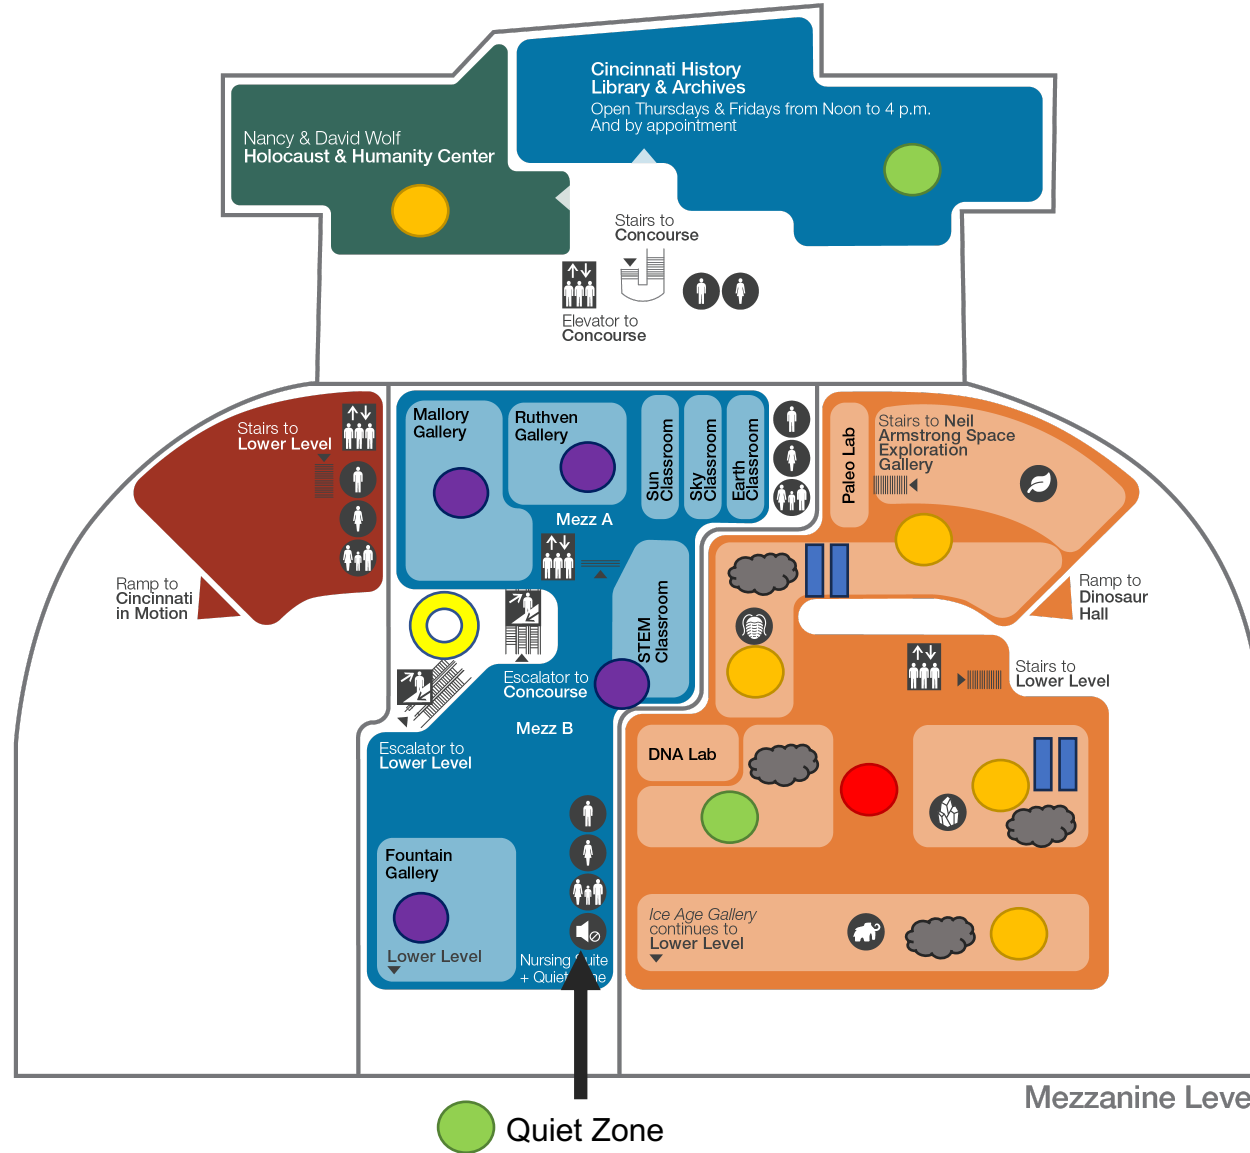 Cincinnati History
Library & Archives
Open Thursdays & Fridays from Noon to 4 p.m.
And by appointment
Nancy & David Wolf
Holocaust & Humanity Center
Stairs to
Concourse
Elevator to
Concourse
Stairs to
Lower Level
Ramp to
Cincinnati
in Motion
Mallory
Gallery
Ruthven
Gallery
Sun
Classroom
Sky
Classroom
Earth
Classroom
Mezz A
STEM
Classroom
Escalator to
Concourse
Mezz B
Escalator to
Lower Level
Fountain
Gallery
Lower Level
Nursing Suite
+ Quiet
Paleo Lab
Stairs to Neil
Armstrong Space
Exploration
Gallery
Ramp to
Dinosaur
Hall
Stairs to
Lower Level
DNA Lab
Ice Age Gallery
continues to
Lower Level
Mezzanine Leve
Quiet Zone